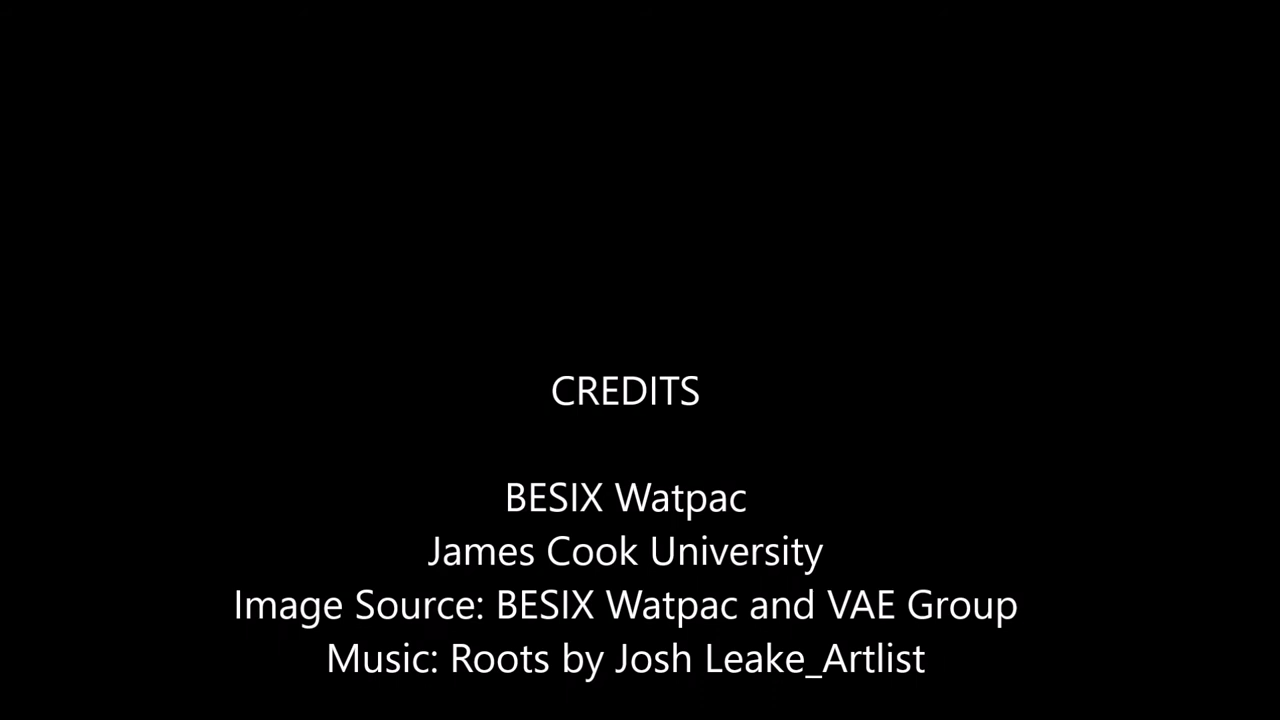 CREDITS
BESIX Watpac
James Cook University
Image Source: BESIX Watpac and VAE Group
Music: Roots by Josh Leake_Artlist